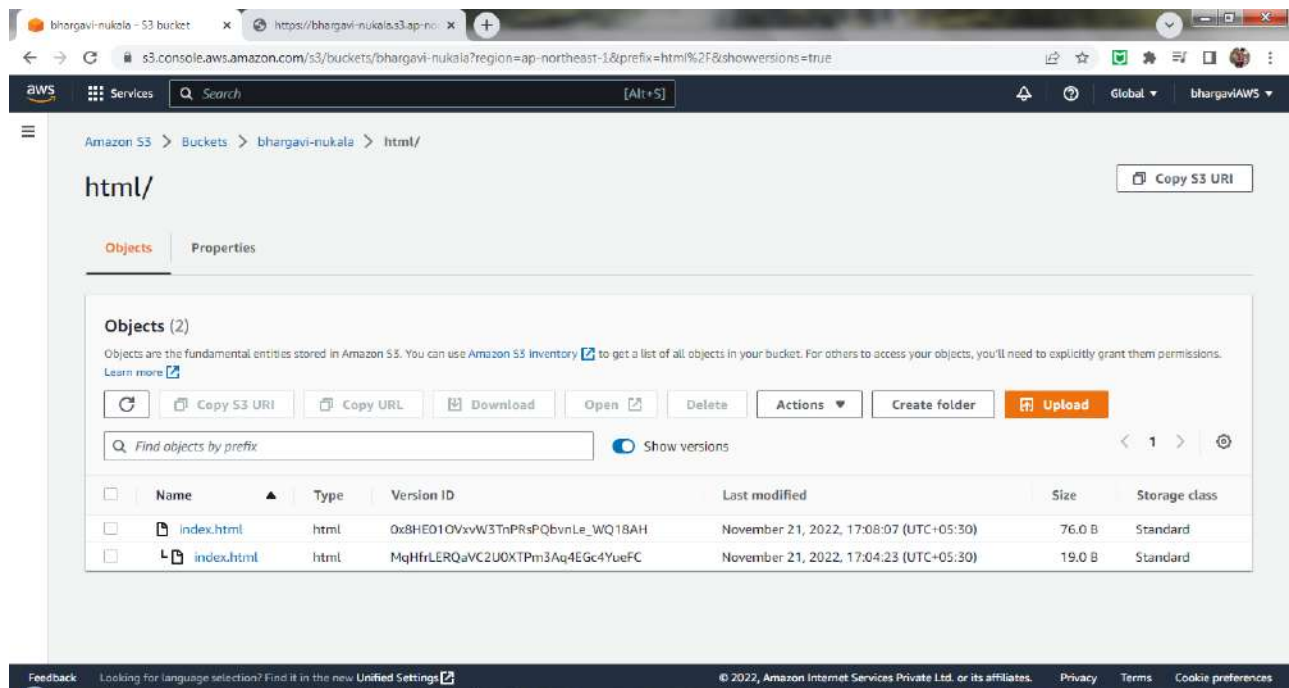 bhargavi-nukala - S3 bucket
https://bhargavi-nukala.s3.ap-no
s3.console.aws.amazon.com/s3/buckets/bhargavi-nukala?region=ap-northeast-1&prefix=html%2F&showversions=true
aws Services Search [Alt+S] Global ▼ bhargaviAWS ▼
Amazon S3 > Buckets > bhargavi-nukala > html/
html/
Copy S3 URI
Objects Properties
Objects (2)
Objects are the fundamental entities stored in Amazon S3. You can use Amazon S3 inventory to get a list of all objects in your bucket. For others to access your objects, you'll need to explicitly grant them permissions.
Learn more
Copy S3 URI Copy URL Download Open Delete Actions ▼ Create folder Upload
Find objects by prefix Show versions < 1 >
Name ▲ Type Version ID Last modified Size Storage class
index.html html 0x8HE01OVxvW3TnPRsPQbvnLe_WQ18AH November 21, 2022, 17:08:07 (UTC+05:30) 76.0 B Standard
index.html html MqHfrLERQaVC2U0XTPm3Aq4EGc4YueFC November 21, 2022, 17:04:23 (UTC+05:30) 19.0 B Standard
Feedback Looking for language selection? Find it in the new Unified Settings © 2022, Amazon Internet Services Private Ltd. or its affiliates. Privacy Terms Cookie preferences